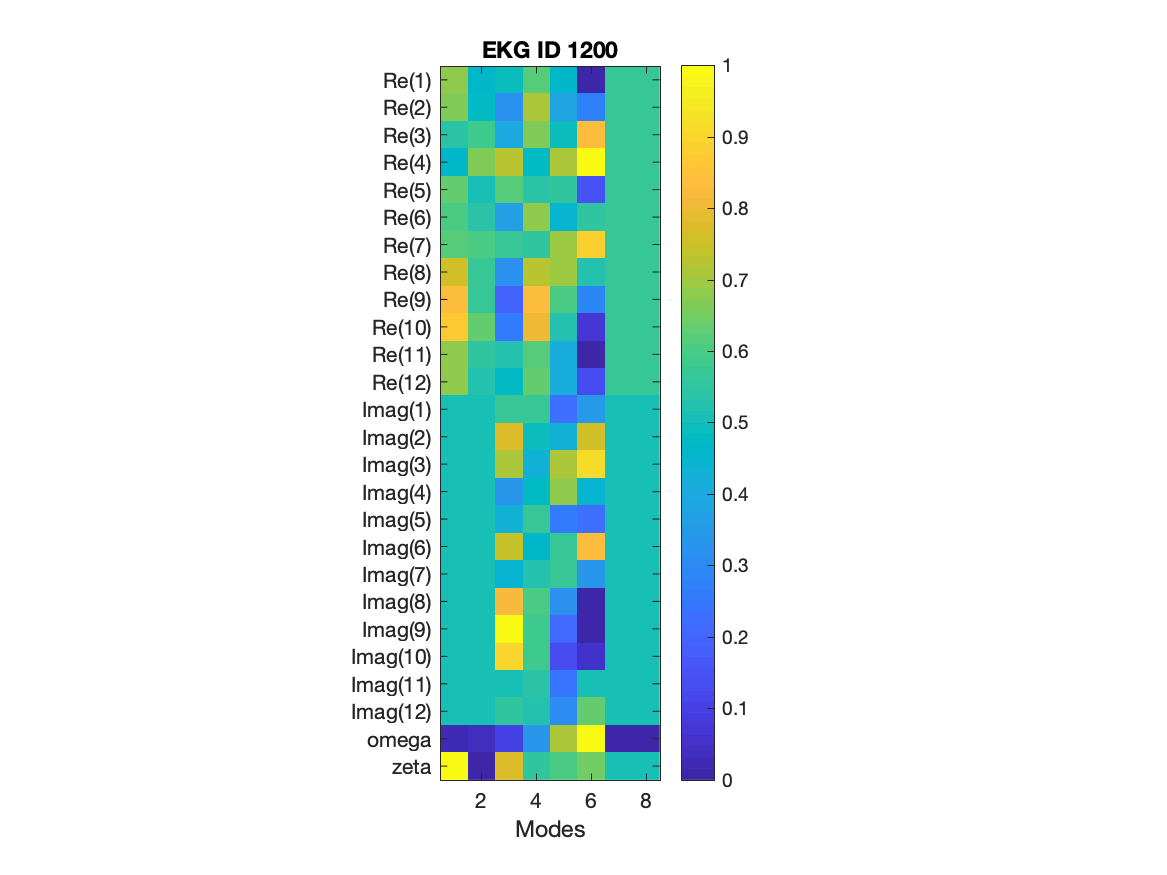 EKG ID 1200
Re(1)
Re(2)
Re(3)
Re(4)
Re(5)
Re(6)
Re(7)
Re(8)
Re(9)
Re(10)
Re(11)
Re(12)
Imag(1)
Imag(2)
Imag(3)
Imag(4)
Imag(5)
Imag(6)
Imag(7)
Imag(8)
Imag(9)
Imag(10)
Imag(11)
Imag(12)
omega
zeta
2 4 6 8
Modes
1
0.9
0.8
0.7
0.6
0.5
0.4
0.3
0.2
0.1
0